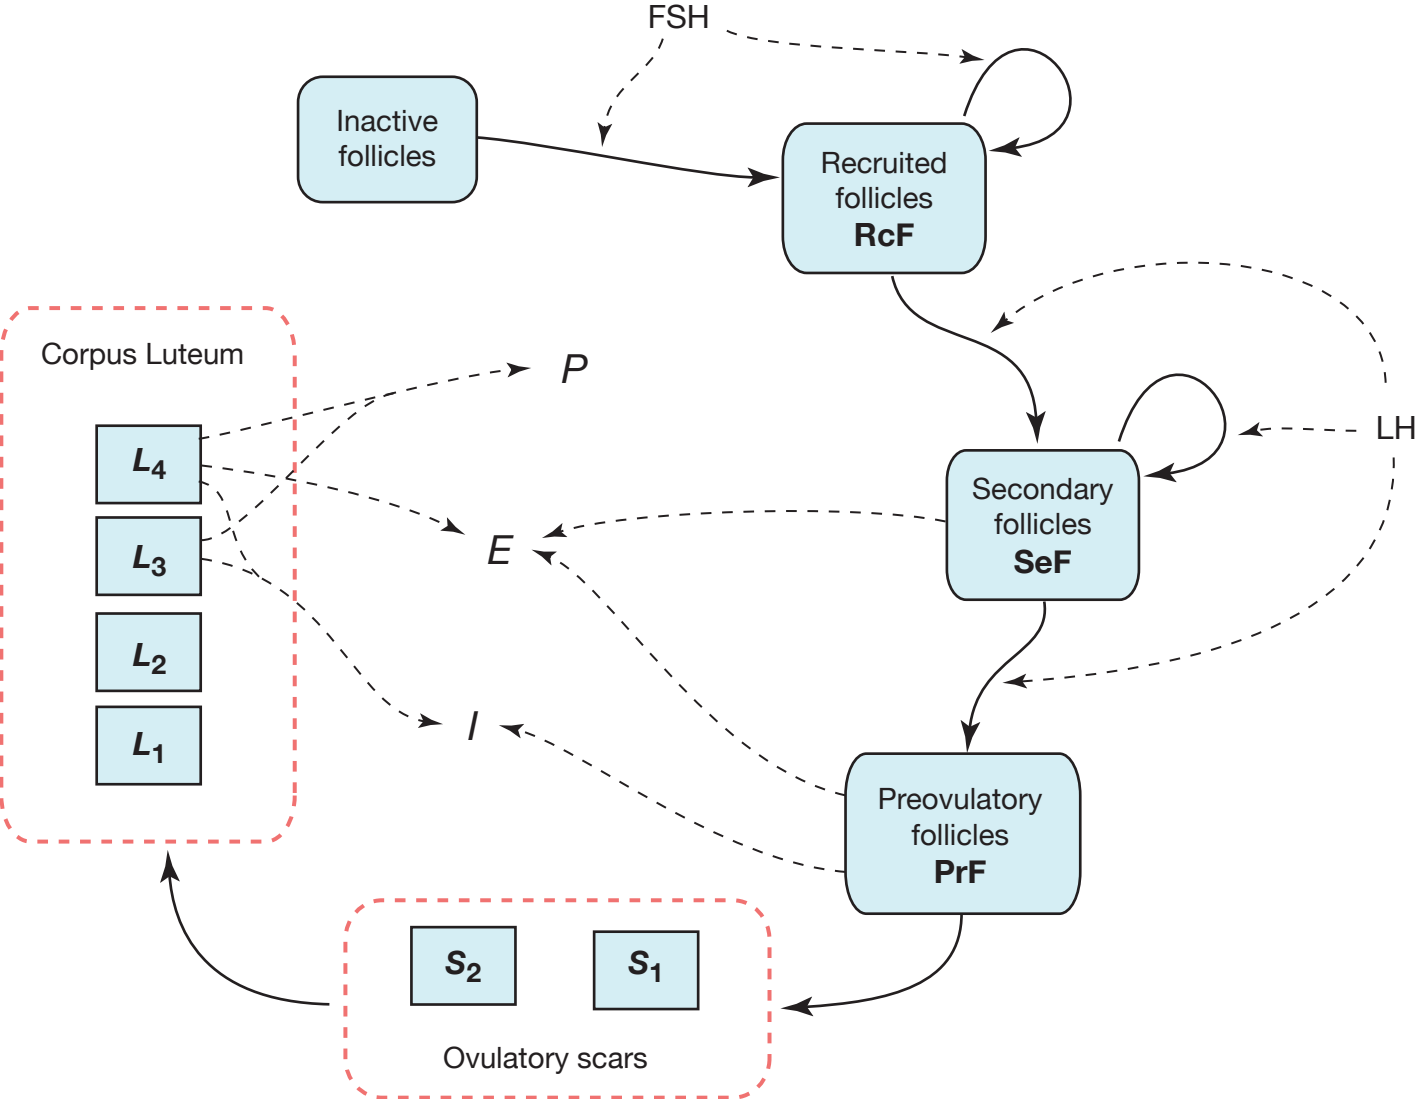 FSH
Inactive
follicles
Recruited
follicles
RcF
Corpus Luteum
P
L4
LH
Secondary
follicles
SeF
E
L3
L2
I
L1
Preovulatory
follicles
PrF
S2
S1
Ovulatory scars